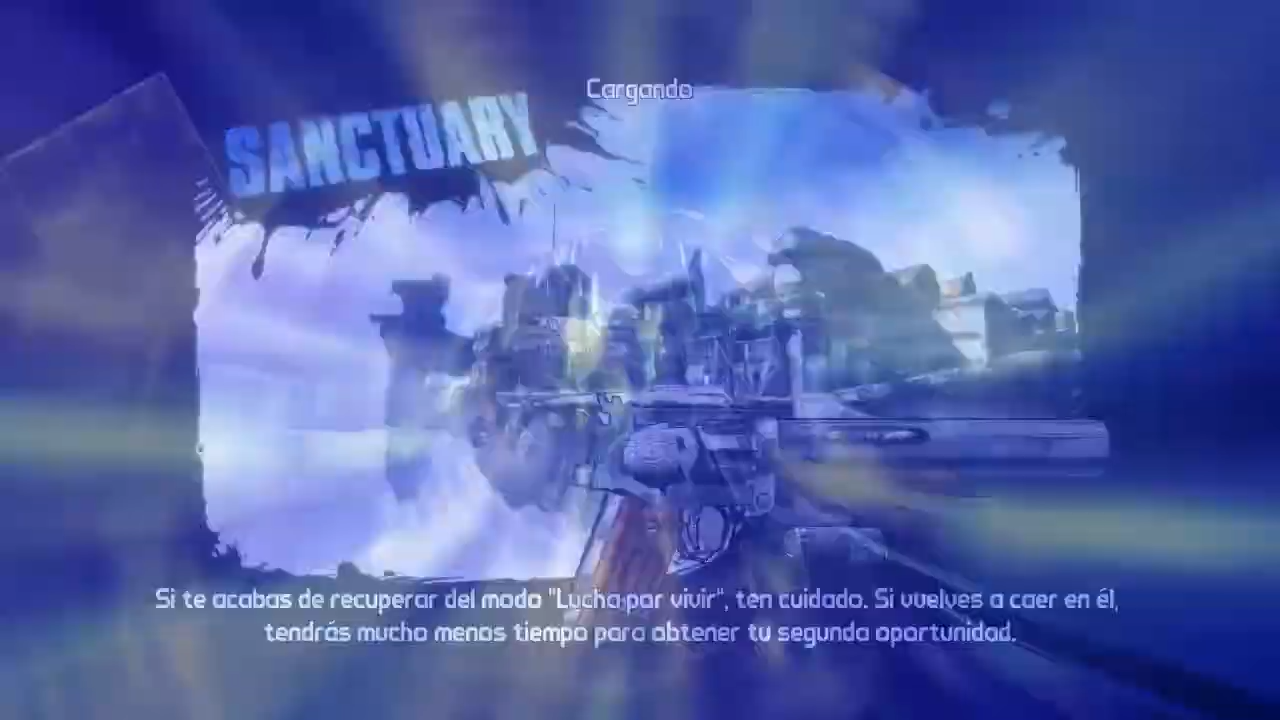 Cargando
SANCTUARY
Si te acabas de recuperar del modo "Lucha por vivir", ten cuidado. Si vuelves a caer en él,
tendrás mucho menos tiempo para obtener tu segunda oportunidad.